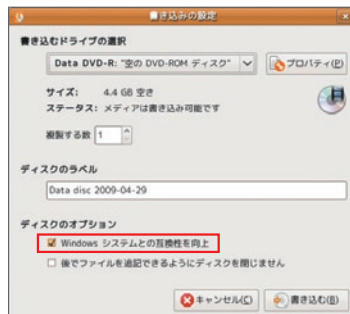 書き込みの設定
書き込むドライブの選択
Data DVD-R: "空の DVD-ROM ディスク"
プロパティ(P)
サイズ: 4.4 GB 空き
ステータス: メディアは書き込み可能です
複製する数 1
ディスクのラベル
Data disc 2009-04-29
ディスクのオプション
Windows システムとの互換性を向上
後でファイルを追記できるようにディスクを閉じません
キャンセル(C)
書き込む(B)